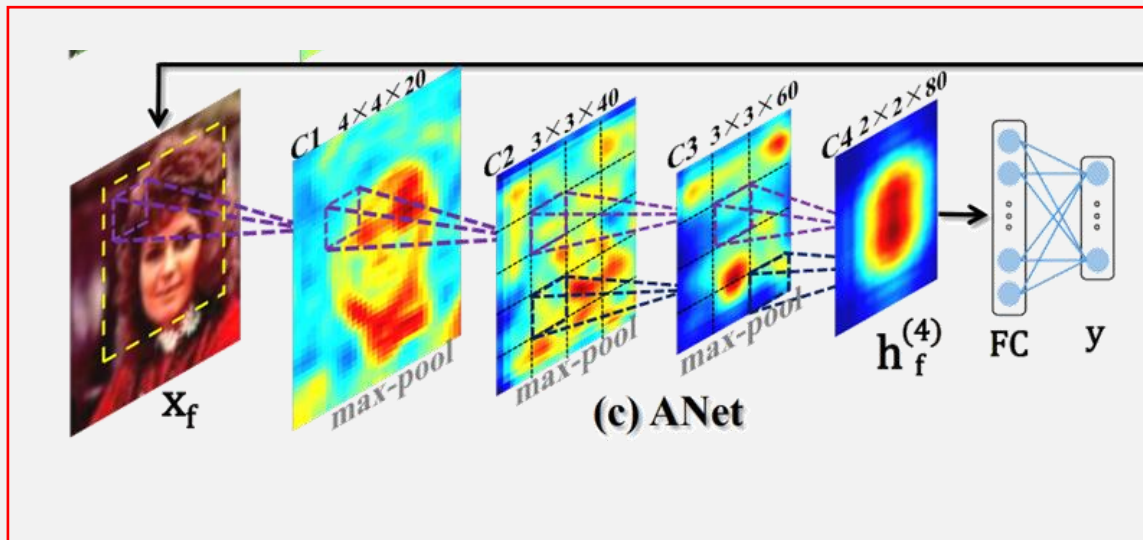 C1 4×4×20
C2 3×3×40
C3 3×3×60
C4 2×2×80
max-pool
max-pool
max-pool
x_f
h_f^(4)
FC
y
(c) ANet